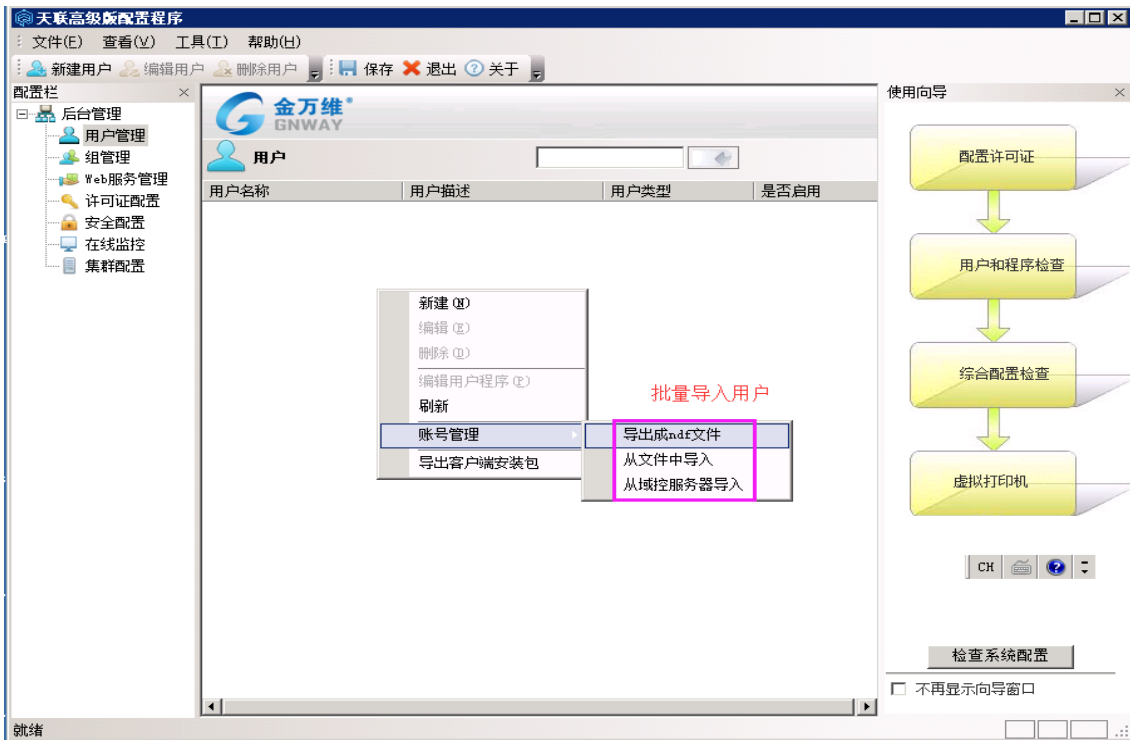 天联高级版配置程序
文件(F) 查看(V) 工具(T) 帮助(H)
新建用户 编辑用户 删除用户 保存 退出 关于
配置栏
后台管理
用户管理
组管理
Web服务管理
许可证配置
安全配置
在线监控
集群配置
金万维
GNWAY
用户
用户名称 用户描述 用户类型 是否启用
新建(N)
编辑(E)
删除(D)
编辑用户程序(P)
刷新
账号管理
导出客户端安装包
批量导入用户
导出成ndf文件
从文件中导入
从域控服务器导入
使用向导
配置许可证
用户和程序检查
综合配置检查
虚拟打印机
CH
检查系统配置
不再显示向导窗口
就绪